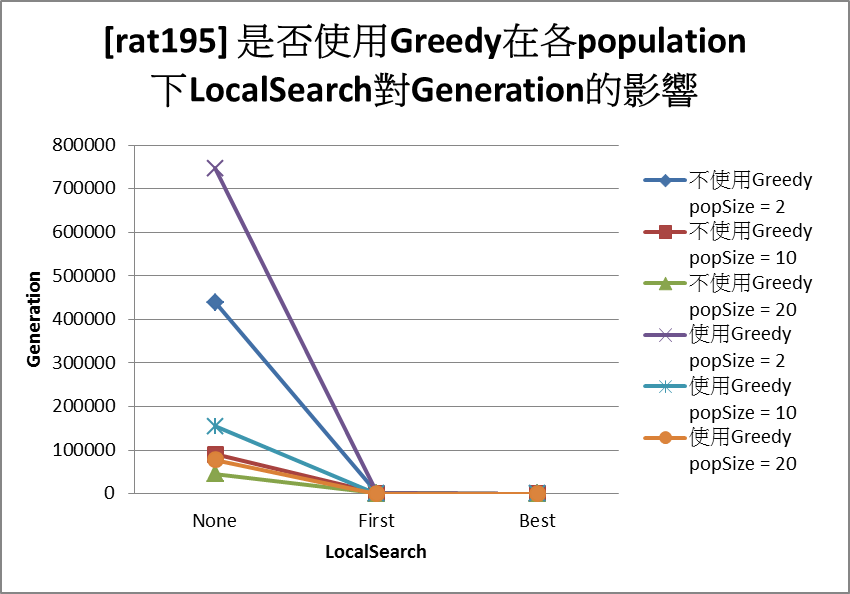 [rat195] 是否使用Greedy在各population
下LocalSearch對Generation的影響
800000
700000
600000
500000
400000
300000
200000
100000
0
Generation
None
First
Best
LocalSearch
不使用Greedy
popSize = 2
不使用Greedy
popSize = 10
不使用Greedy
popSize = 20
使用Greedy
popSize = 2
使用Greedy
popSize = 10
使用Greedy
popSize = 20